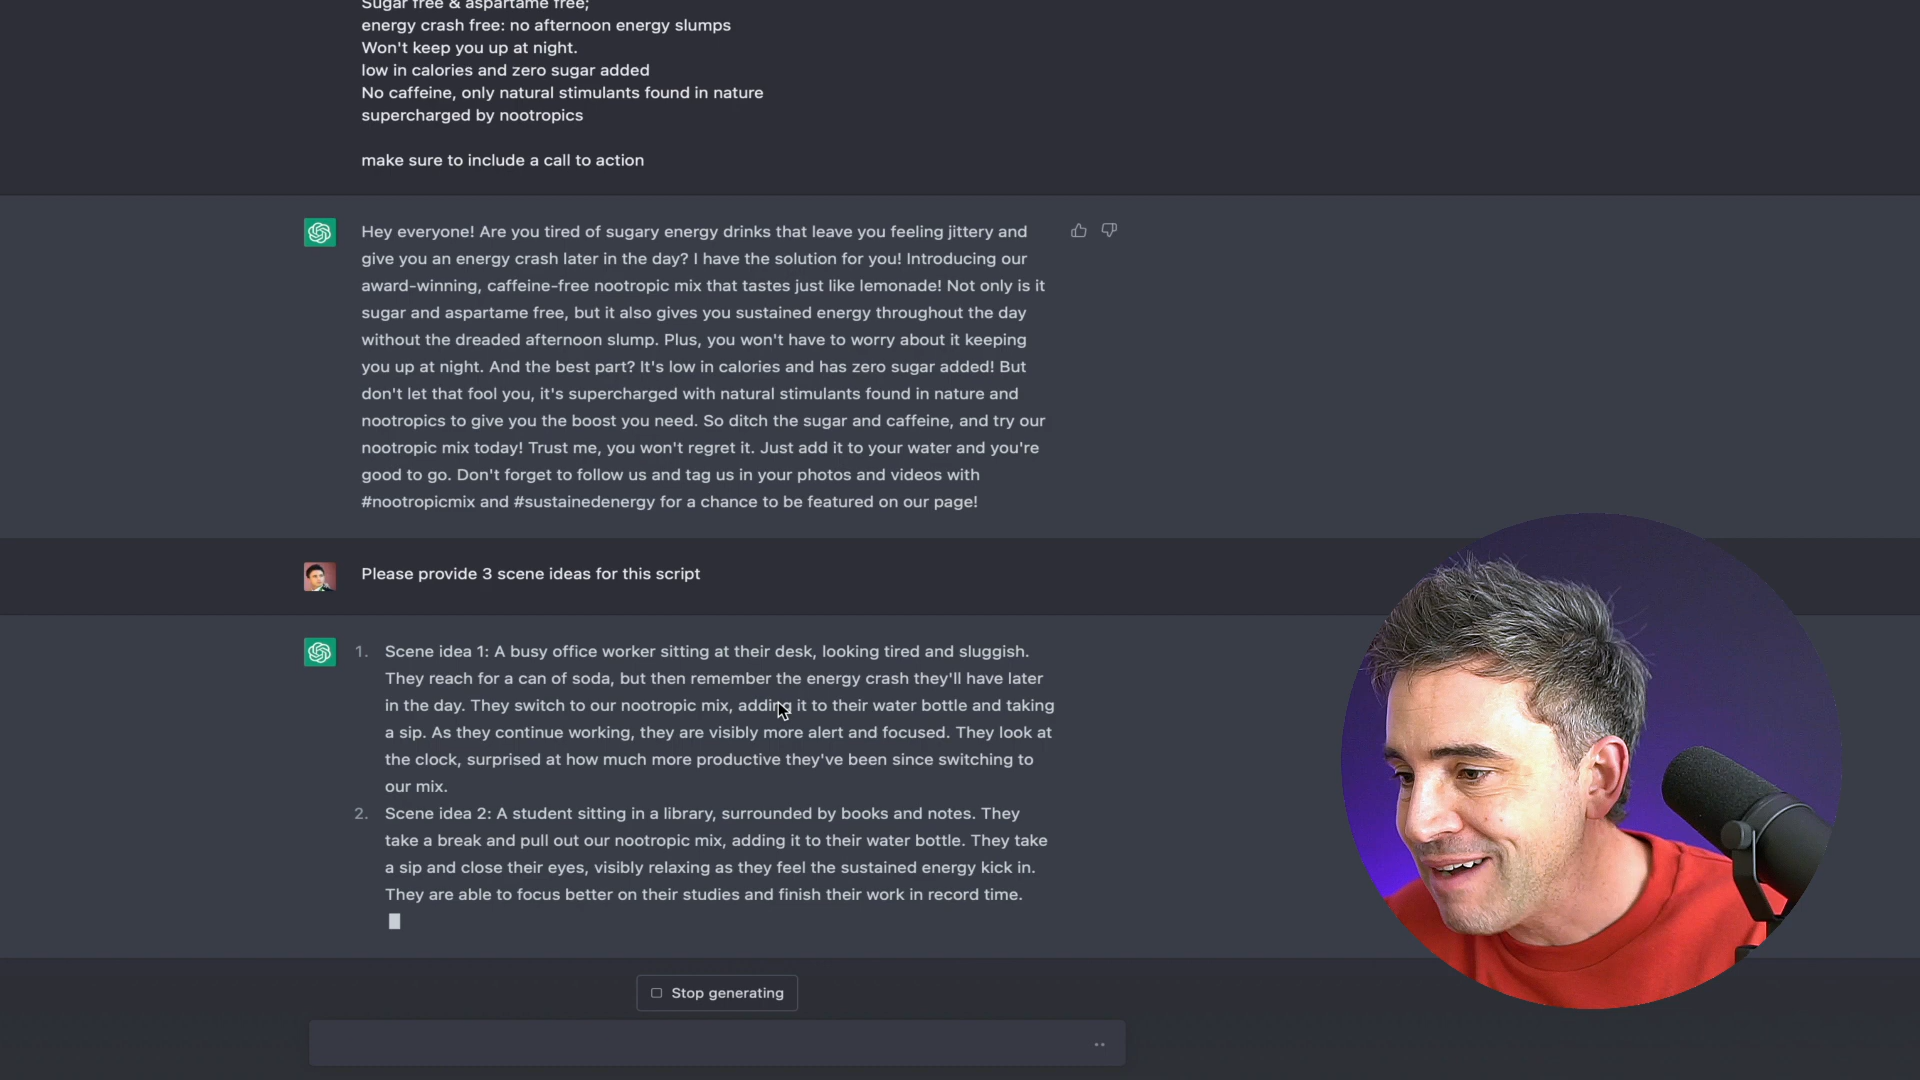 Sugar free & aspartame free;
energy crash free: no afternoon energy slumps
Won't keep you up at night.
low in calories and zero sugar added
No caffeine, only natural stimulants found in nature
supercharged by nootropics
make sure to include a call to action
Hey everyone! Are you tired of sugary energy drinks that leave you feeling jittery and
give you an energy crash later in the day? I have the solution for you! Introducing our
award-winning, caffeine-free nootropic mix that tastes just like lemonade! Not only is it
sugar and aspartame free, but it also gives you sustained energy throughout the day
without the dreaded afternoon slump. Plus, you won't have to worry about it keeping
you up at night. And the best part? It's low in calories and has zero sugar added! But
don't let that fool you, it's supercharged with natural stimulants found in nature and
nootropics to give you the boost you need. So ditch the sugar and caffeine, and try our
nootropic mix today! Trust me, you won't regret it. Just add it to your water and you're
good to go. Don't forget to follow us and tag us in your photos and videos with
#nootropicmix and #sustainedenergy for a chance to be featured on our page!
Please provide 3 scene ideas for this script
1. Scene idea 1: A busy office worker sitting at their desk, looking tired and sluggish.
They reach for a can of soda, but then remember the energy crash they'll have later
in the day. They switch to our nootropic mix, adding it to their water bottle and taking
a sip. As they continue working, they are visibly more alert and focused. They look at
the clock, surprised at how much more productive they've been since switching to
our mix.
2. Scene idea 2: A student sitting in a library, surrounded by books and notes. They
take a break and pull out our nootropic mix, adding it to their water bottle. They take
a sip and close their eyes, visibly relaxing as they feel the sustained energy kick in.
They are able to focus better on their studies and finish their work in record time.
Stop generating